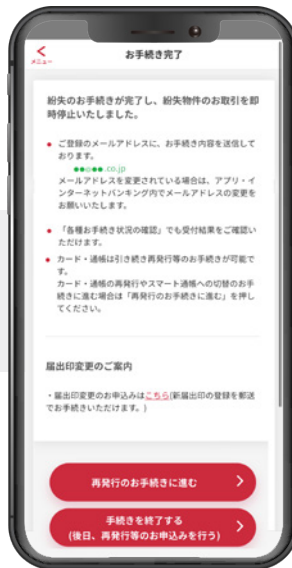 お手続き完了
メニュー
紛失のお手続きが完了し、紛失物件のお取引を即
時停止いたしました。
• ご登録のメールアドレスに、お手続き内容を送信して
おります。
●●●●●.co.jp
メールアドレスを変更されている場合は、アプリ・イ
ンターネットバンキング内でメールアドレスの変更を
お願いいたします。
• 「各種お手続き状況の確認」でも受付結果をご確認い
ただけます。
• カード・通帳は引き続き再発行等のお手続きが可能で
す。
カード・通帳の再発行やスマート通帳への切替のお手
続きに進む場合は「再発行のお手続きに進む」を押し
てください。
届出印変更のご案内
・届出印変更のお申込みはこちら(新届出印の登録を郵送
でお手続きいただけます。)
再発行のお手続きに進む
手続きを終了する
(後日、再発行等のお申込みを行う)